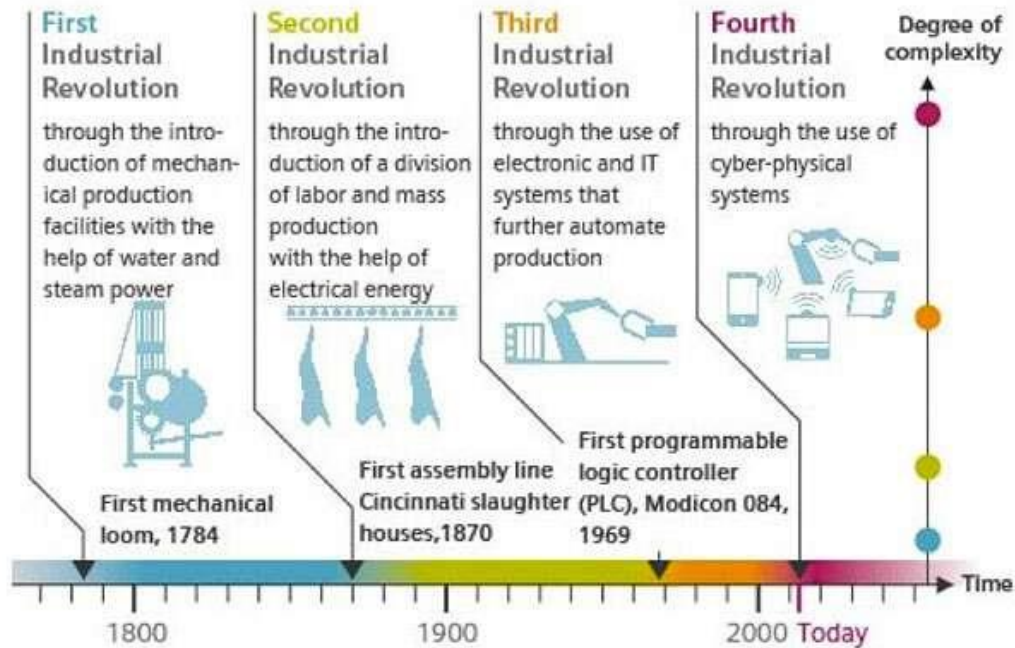 First
Industrial
Revolution
through the intro-
duction of mechan-
ical production
facilities with the
help of water and
steam power
Second
Industrial
Revolution
through the intro-
duction of a division
of labor and mass
production
with the help of
electrical energy
Third
Industrial
Revolution
through the use of
electronic and IT
systems that
further automate
production
Fourth
Industrial
Revolution
through the use of
cyber-physical
systems
Degree of
complexity
First mechanical
loom, 1784
First assembly line
Cincinnati slaughter
houses,1870
First programmable
logic controller
(PLC), Modicon 084,
1969
Time
1800
1900
2000
Today